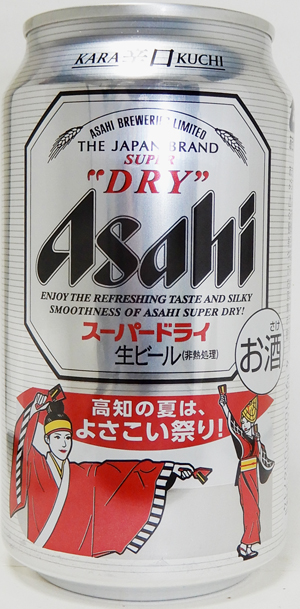 KARA 辛口 KUCHI
ASAHI BREWERIES LIMITED
THE JAPAN BRAND
SUPER
"DRY"
Asahi
ENJOY THE REFRESHING TASTE AND SILKY
SMOOTHNESS OF ASAHI SUPER DRY!
スーパードライ
生ビール(非熱処理)
さけ
お酒
高知の夏は、
よさこい祭り!